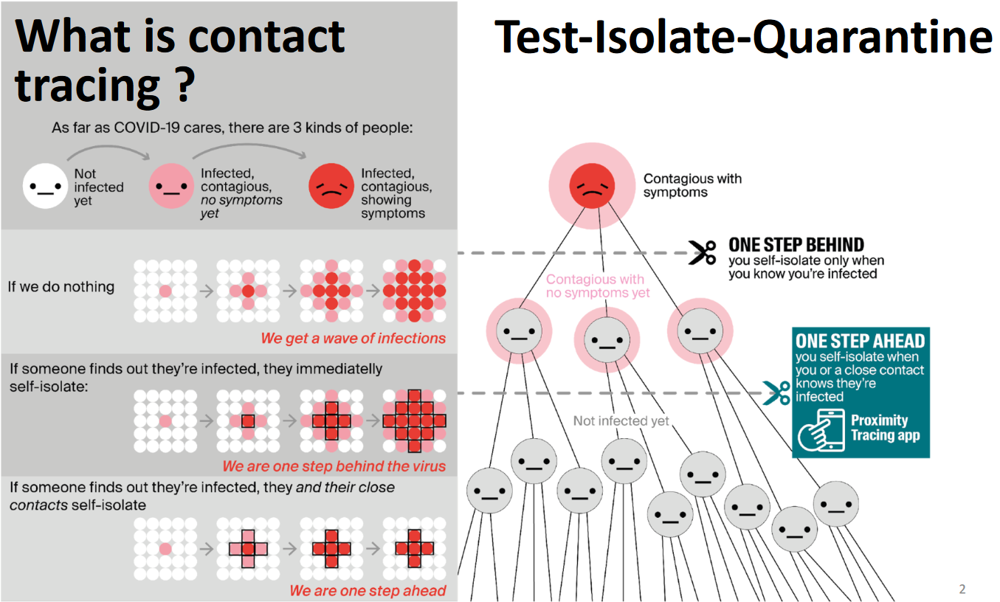 What is contact
tracing ?
As far as COVID-19 cares, there are 3 kinds of people:
Not
infected
yet
Infected,
contagious,
no symptoms
yet
Infected,
contagious,
showing
symptoms
If we do nothing
We get a wave of infections
If someone finds out they're infected, they immediatelly
self-isolate:
We are one step behind the virus
If someone finds out they're infected, they and their close
contacts self-isolate
We are one step ahead
Test-Isolate-Quarantine
Contagious with
symptoms
ONE STEP BEHIND
you self-isolate only when
you know you're infected
Contagious with
no symptoms yet
ONE STEP AHEAD
you self-isolate when
you or a close contact
knows they're
infected
Proximity
Tracing app
Not infected yet
2